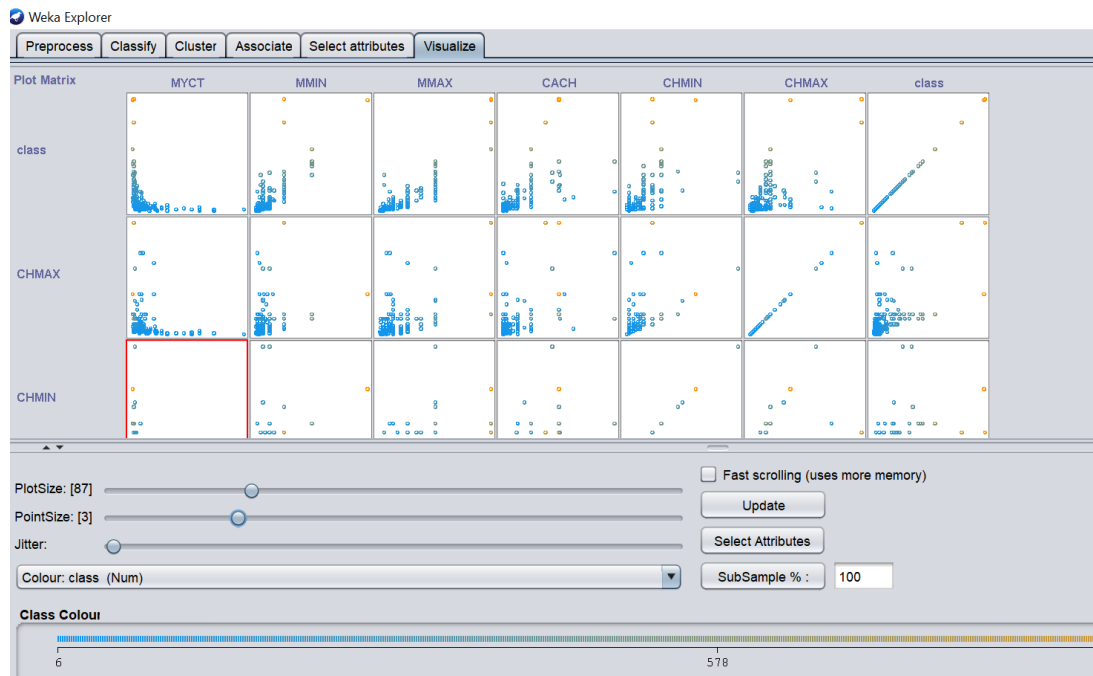 Weka Explorer
Preprocess Classify Cluster Associate Select attributes Visualize
Plot Matrix MYCT MMIN MMAX CACH CHMIN CHMAX class
class
CHMAX
CHMIN
PlotSize: [87]
Fast scrolling (uses more memory)
Update
PointSize: [3]
Select Attributes
Jitter:
Colour: class (Num)
SubSample % : 100
Class Colour
6 578